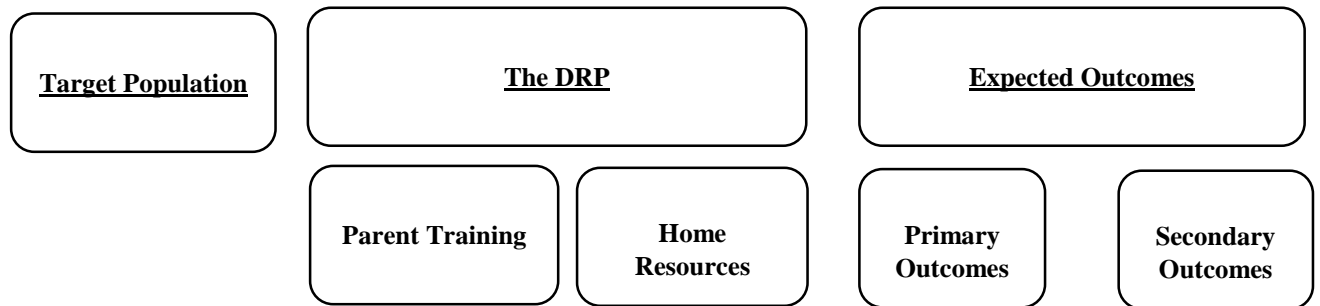 Target Population
The DRP
Expected Outcomes
Parent Training
Home
Resources
Primary
Outcomes
Secondary
Outcomes